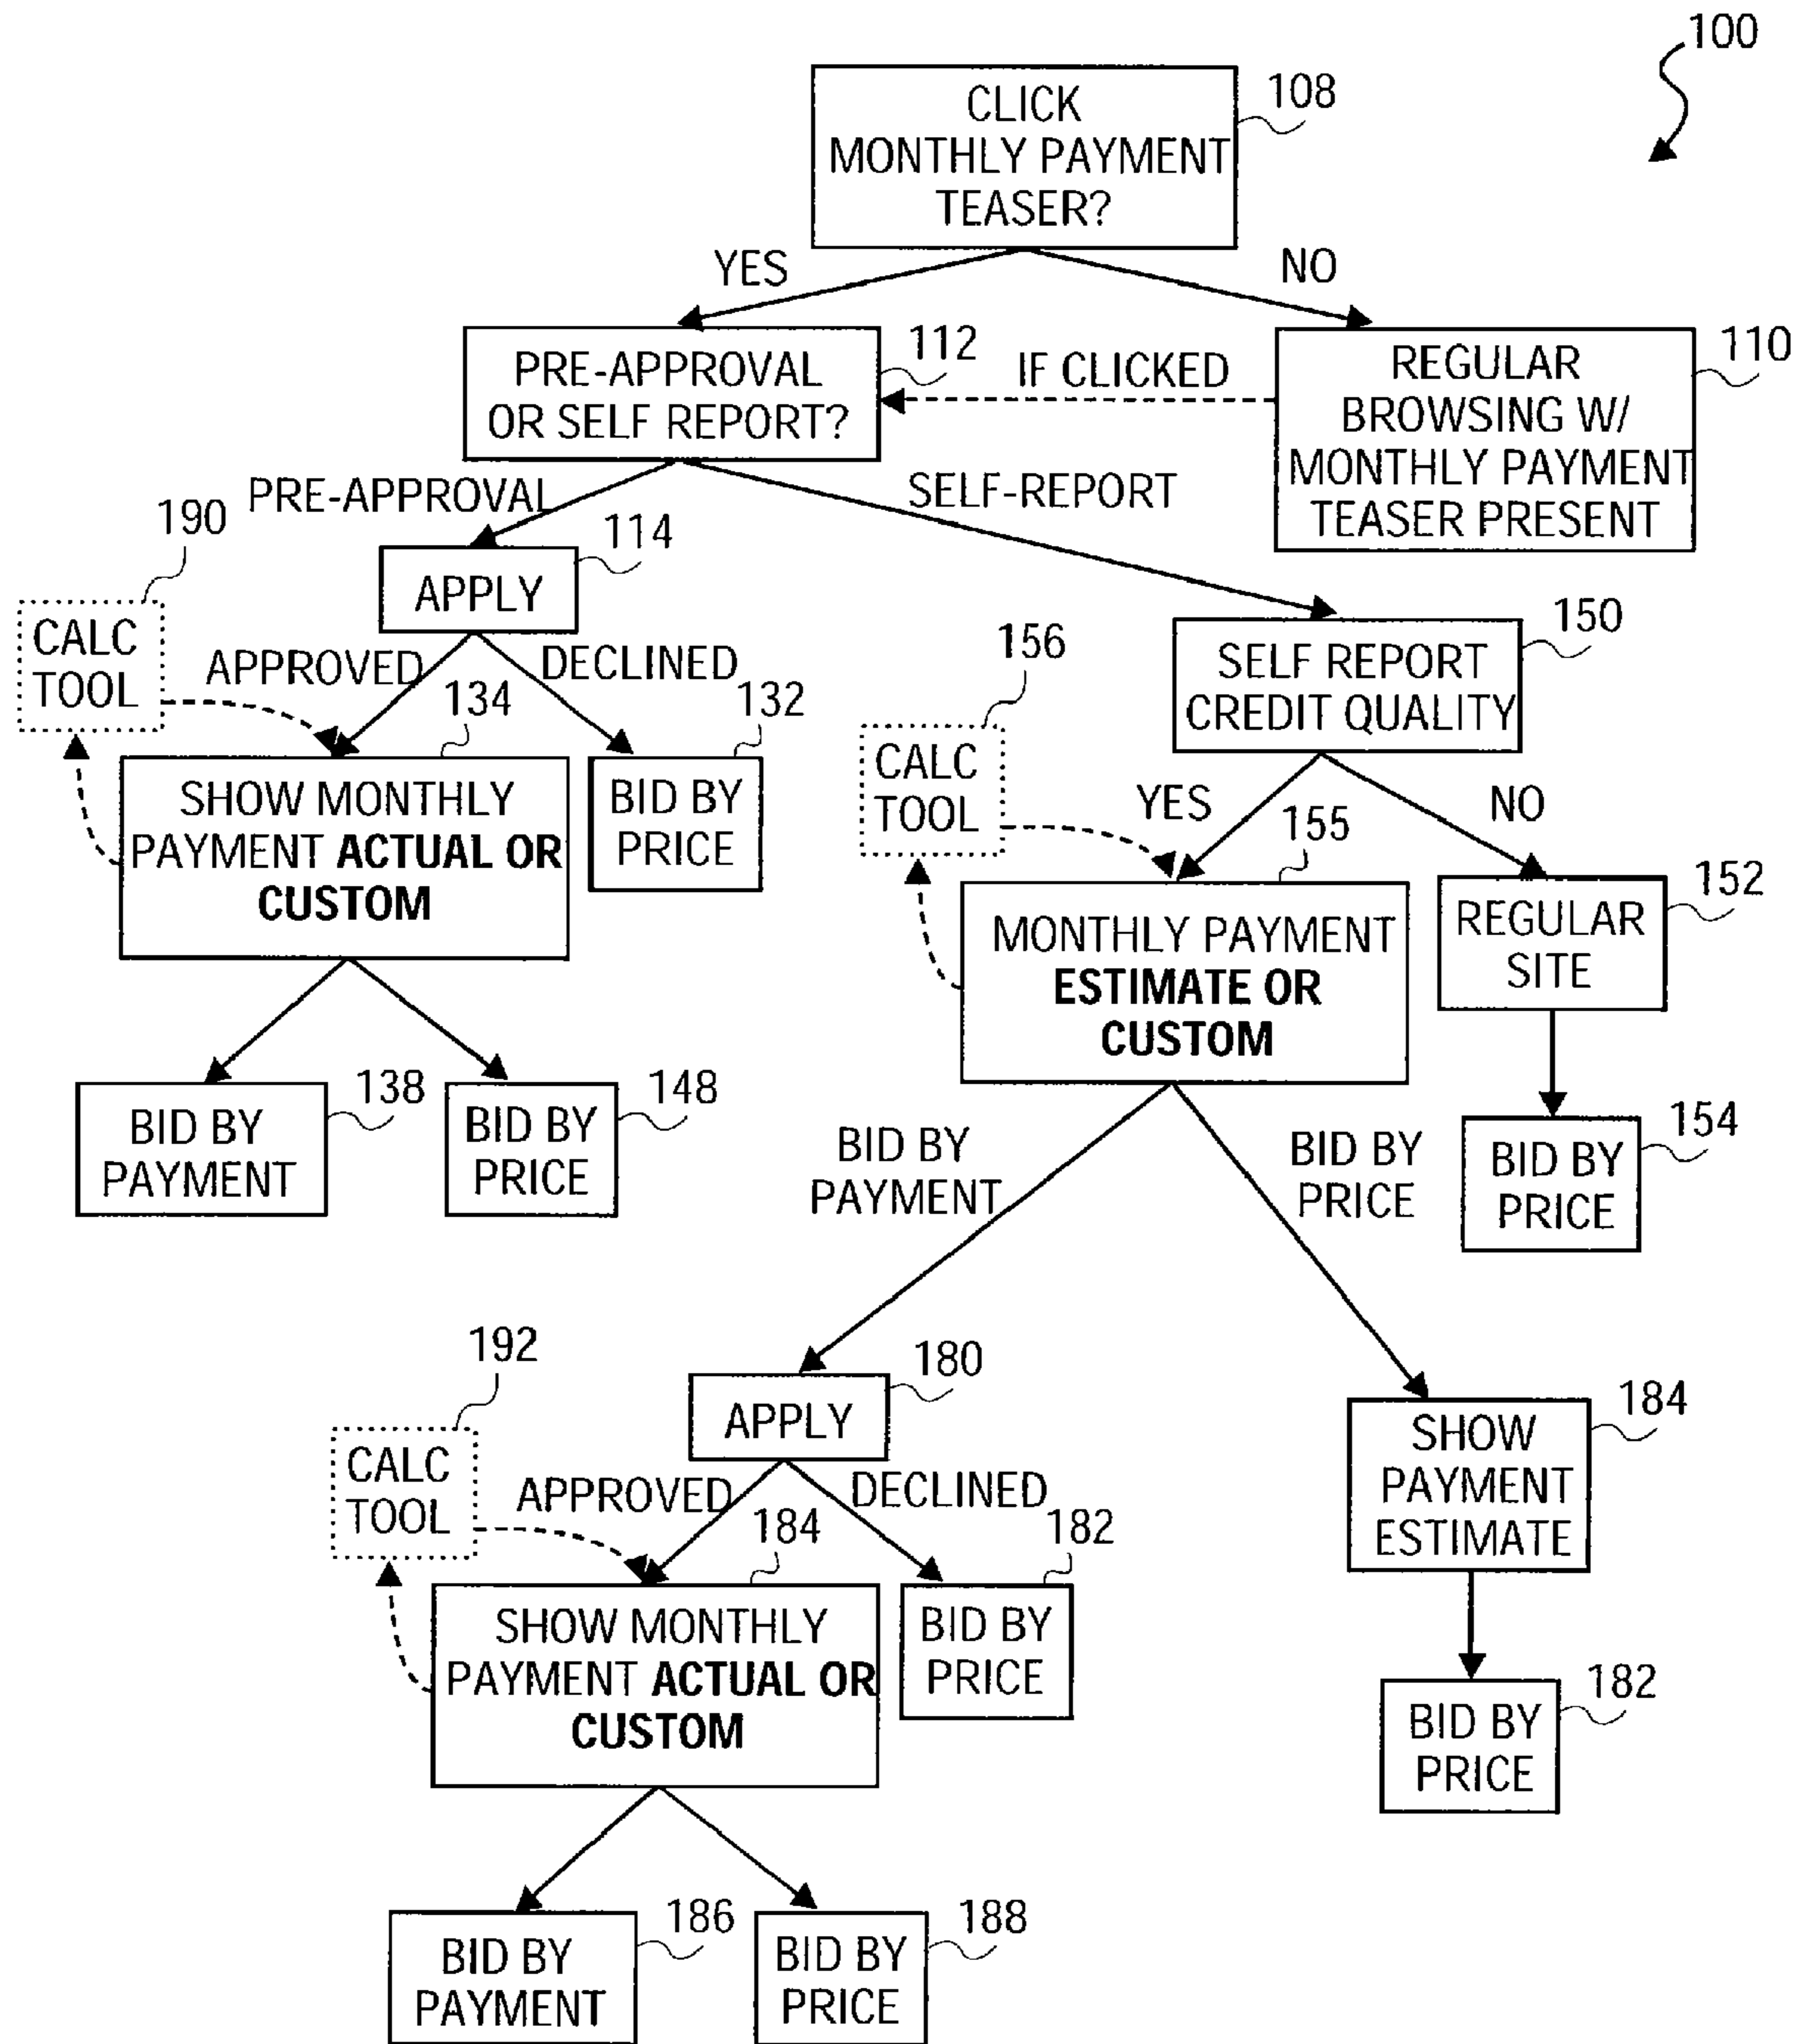 100
CLICK
MONTHLY PAYMENT
TEASER?
108
YES
NO
PRE-APPROVAL
OR SELF REPORT?
112
IF CLICKED
REGULAR
BROWSING W/
MONTHLY PAYMENT
TEASER PRESENT
110
PRE-APPROVAL
SELF-REPORT
190
114
APPLY
CALC
TOOL
APPROVED
DECLINED
134
132
SHOW MONTHLY
PAYMENT ACTUAL OR
CUSTOM
BID BY
PRICE
156
150
SELF REPORT
CREDIT QUALITY
CALC
TOOL
YES
NO
155
152
MONTHLY PAYMENT
ESTIMATE OR
CUSTOM
REGULAR
SITE
BID BY
PAYMENT
138
BID BY
PRICE
148
BID BY
PAYMENT
BID BY
PRICE
154
BID BY
PRICE
192
180
APPLY
CALC
TOOL
APPROVED
DECLINED
184
182
SHOW MONTHLY
PAYMENT ACTUAL OR
CUSTOM
BID BY
PRICE
184
SHOW
PAYMENT
ESTIMATE
182
BID BY
PRICE
186
BID BY
PAYMENT
188
BID BY
PRICE